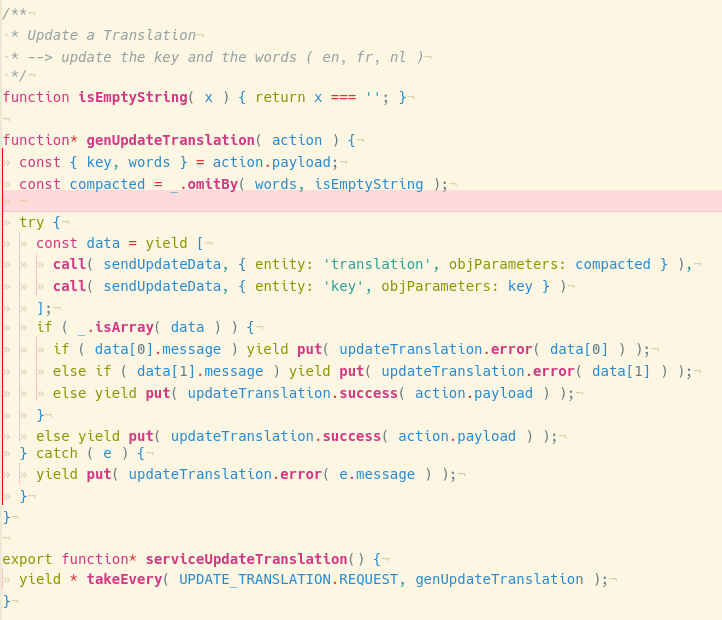 /**¬
·* Update a Translation¬
·* --> update the key and the words ( en, fr, nl )¬
·*/¬
function isEmptyString( x ) { return x === ''; }¬
¬
function* genUpdateTranslation( action ) {¬
» const { key, words } = action.payload;¬
» const compacted = _.omitBy( words, isEmptyString );¬
» ¬
» try {¬
» » const data = yield [¬
» » » call( sendUpdateData, { entity: 'translation', objParameters: compacted } ),¬
» » » call( sendUpdateData, { entity: 'key', objParameters: key } )¬
» » ];¬
» » if ( _.isArray( data ) ) {¬
» » » if ( data[0].message ) yield put( updateTranslation.error( data[0] ) );¬
» » » else if ( data[1].message ) yield put( updateTranslation.error( data[1] ) );¬
» » » else yield put( updateTranslation.success( action.payload ) );¬
» » }¬
» » else yield put( updateTranslation.success( action.payload ) );¬
» } catch ( e ) {¬
» » yield put( updateTranslation.error( e.message ) );¬
» }¬
}¬
¬
export function* serviceUpdateTranslation() {¬
» yield * takeEvery( UPDATE_TRANSLATION.REQUEST, genUpdateTranslation );¬
}¬